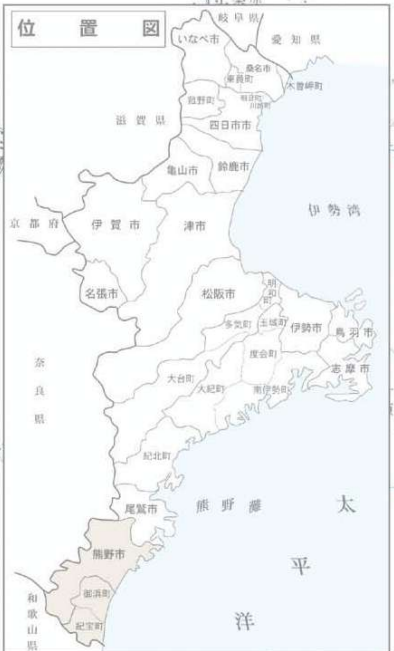 位置図
岐阜県
愛知県
いなべ市
桑名市
東員町
木曽岬町
菰野町
朝日町
川越町
四日市市
滋賀県
亀山市
鈴鹿市
伊勢湾
京都府
伊賀市
津市
名張市
松阪市
明和町
多気町
玉城町
伊勢市
鳥羽市
度会町
志摩市
奈良県
大台町
大紀町
南伊勢町
紀北町
尾鷲市
熊野灘
太平洋
熊野市
御浜町
紀宝町
和歌山県